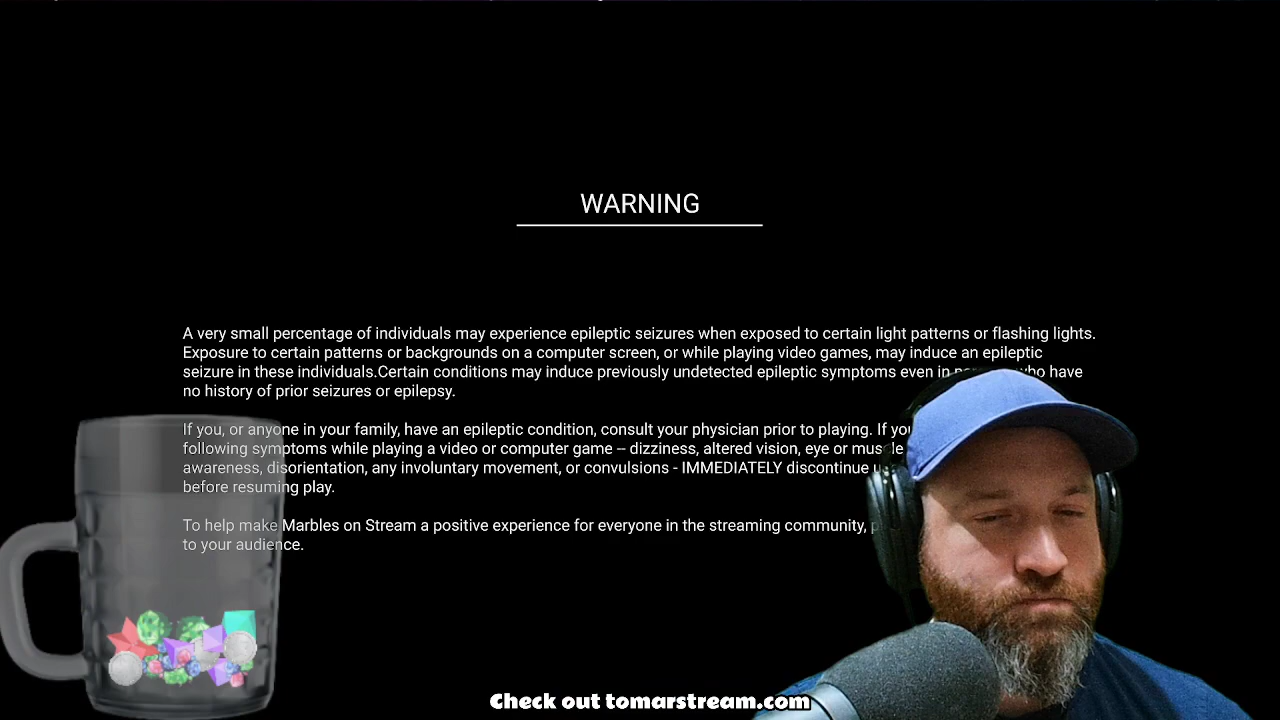 WARNING
A very small percentage of individuals may experience epileptic seizures when exposed to certain light patterns or flashing lights.
Exposure to certain patterns or backgrounds on a computer screen, or while playing video games, may induce an epileptic
seizure in these individuals.Certain conditions may induce previously undetected epileptic symptoms even in who have
no history of prior seizures or epilepsy.
If you, or anyone in your family, have an epileptic condition, consult your physician prior to playing. If you
following symptoms while playing a video or computer game -- dizziness, altered vision, eye or muscle
awareness, disorientation, any involuntary movement, or convulsions - IMMEDIATELY discontinue
before resuming play.
To help make Marbles on Stream a positive experience for everyone in the streaming community,
to your audience.
Check out tomarstream.com